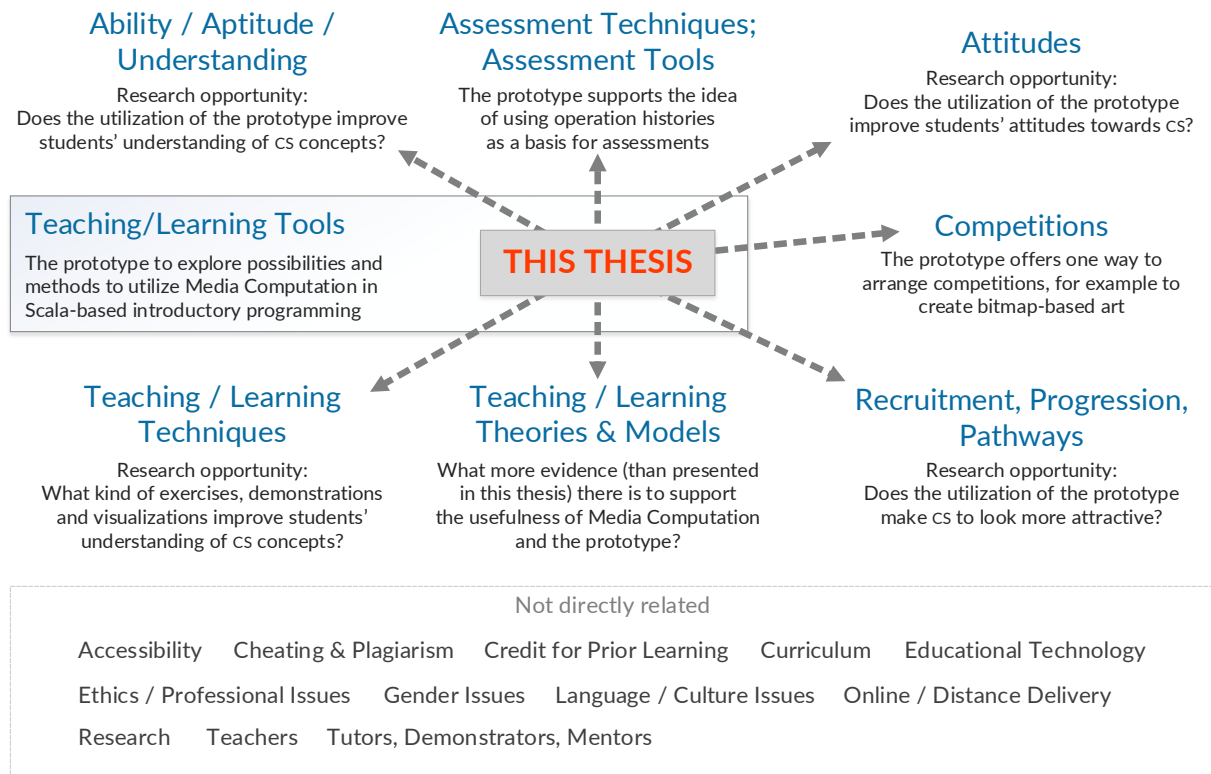 Ability / Aptitude /
Understanding
Research opportunity:
Does the utilization of the prototype improve
students’ understanding of CS concepts?
Assessment Techniques;
Assessment Tools
The prototype supports the idea
of using operation histories
as a basis for assessments
Attitudes
Research opportunity:
Does the utilization of the prototype
improve students’ attitudes towards CS?
Teaching/Learning Tools
The prototype to explore possibilities and
methods to utilize Media Computation in
Scala-based introductory programming
THIS THESIS
Competitions
The prototype offers one way to
arrange competitions, for example to
create bitmap-based art
Teaching / Learning
Techniques
Research opportunity:
What kind of exercises, demonstrations
and visualizations improve students’
understanding of CS concepts?
Teaching / Learning
Theories & Models
What more evidence (than presented
in this thesis) there is to support
the usefulness of Media Computation
and the prototype?
Recruitment, Progression,
Pathways
Research opportunity:
Does the utilization of the prototype
make CS to look more attractive?
Not directly related
Accessibility Cheating & Plagiarism Credit for Prior Learning Curriculum Educational Technology
Ethics / Professional Issues Gender Issues Language / Culture Issues Online / Distance Delivery
Research Teachers Tutors, Demonstrators, Mentors